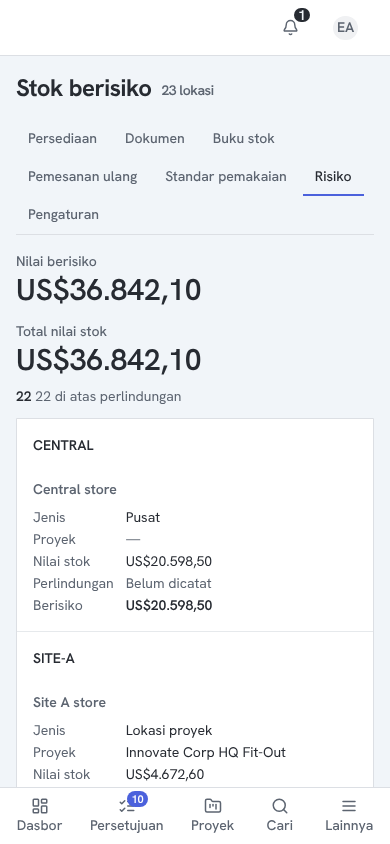 1
EA
Stok berisiko 23 lokasi
Persediaan Dokumen Buku stok
Pemesanan ulang Standar pemakaian Risiko
Pengaturan
Nilai berisiko
US$36.842,10
Total nilai stok
US$36.842,10
22 22 di atas perlindungan
CENTRAL
Central store
Jenis Pusat
Proyek —
Nilai stok US$20.598,50
Perlindungan Belum dicatat
Berisiko US$20.598,50
SITE-A
Site A store
Jenis Lokasi proyek
Proyek Innovate Corp HQ Fit-Out
Nilai stok US$4.672,60
10
Dasbor Persetujuan Proyek Cari Lainnya